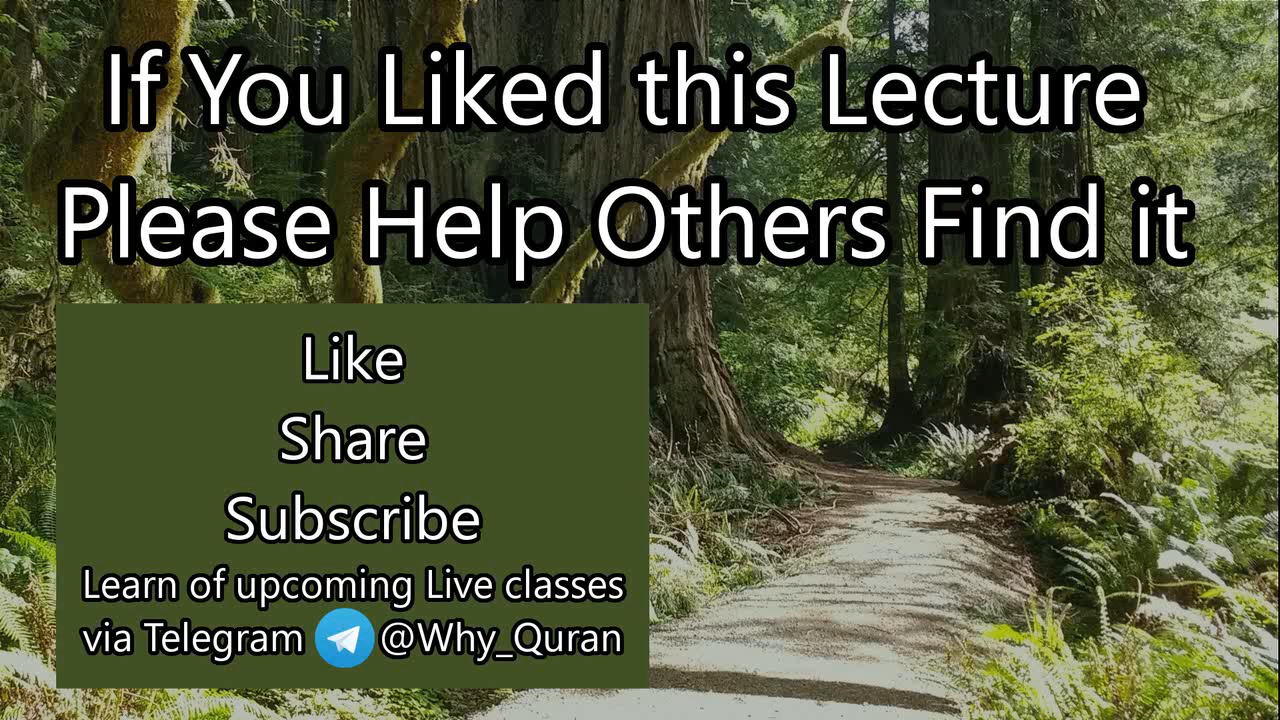 If You Liked this Lecture
Please Help Others Find it
Like
Share
Subscribe
Learn of upcoming Live classes
via Telegram @Why_Quran